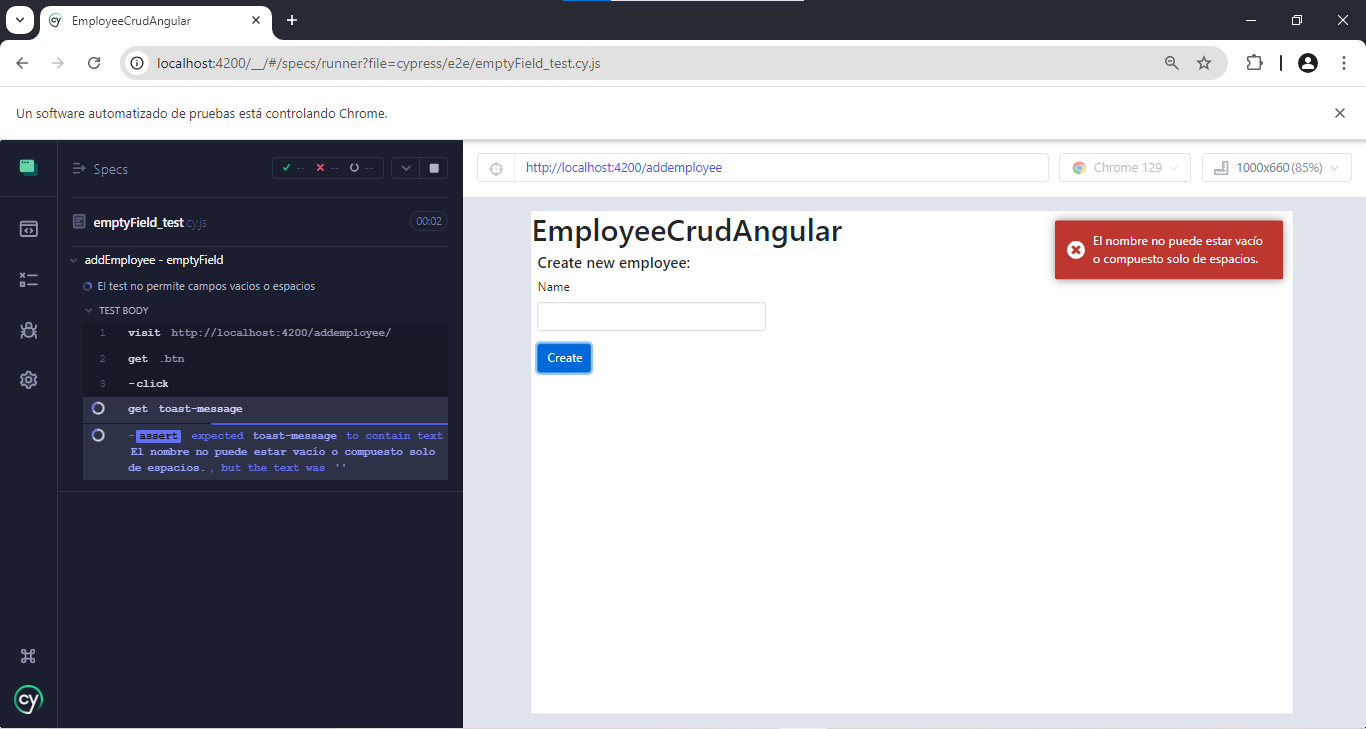 EmployeeCrudAngular
localhost:4200/__/#/specs/runner?file=cypress/e2e/emptyField_test.cy.js
Un software automatizado de pruebas está controlando Chrome.
Specs
-- -- --
emptyField_test cy.js
00:02
addEmployee - emptyField
El test no permite campos vacios o espacios
TEST BODY
1 visit http://localhost:4200/addemployee/
2 get .btn
3 -click
get toast-message
-assert expected toast-message to contain text
El nombre no puede estar vacío o compuesto solo
de espacios. , but the text was ''
cy
http://localhost:4200/addemployee
Chrome 129
1000x660 (85%)
EmployeeCrudAngular
Create new employee:
Name
Create
El nombre no puede estar vacío
o compuesto solo de espacios.